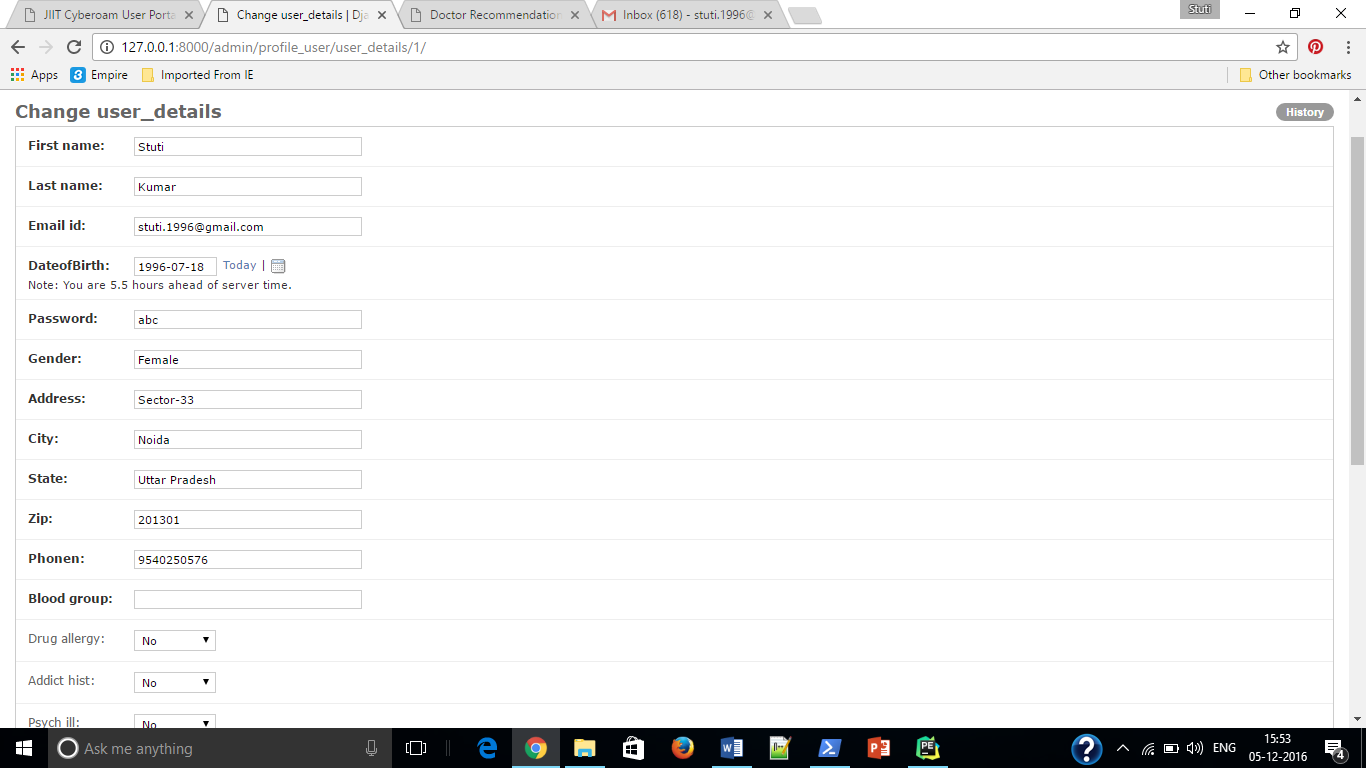 JIIT Cyberoam User Porta
Change user_details | Dja
Doctor Recommendation
Inbox (618) - stuti.1996@
Stuti
127.0.0.1:8000/admin/profile_user/user_details/1/
Apps
Empire
Imported From IE
Other bookmarks
Change user_details
History
First name: Stuti
Last name: Kumar
Email id: stuti.1996@gmail.com
DateofBirth: 1996-07-18 Today |
Note: You are 5.5 hours ahead of server time.
Password: abc
Gender: Female
Address: Sector-33
City: Noida
State: Uttar Pradesh
Zip: 201301
Phonen: 9540250576
Blood group:
Drug allergy: No
Addict hist: No
Psych ill: No
Ask me anything
ENG
15:53
05-12-2016
4